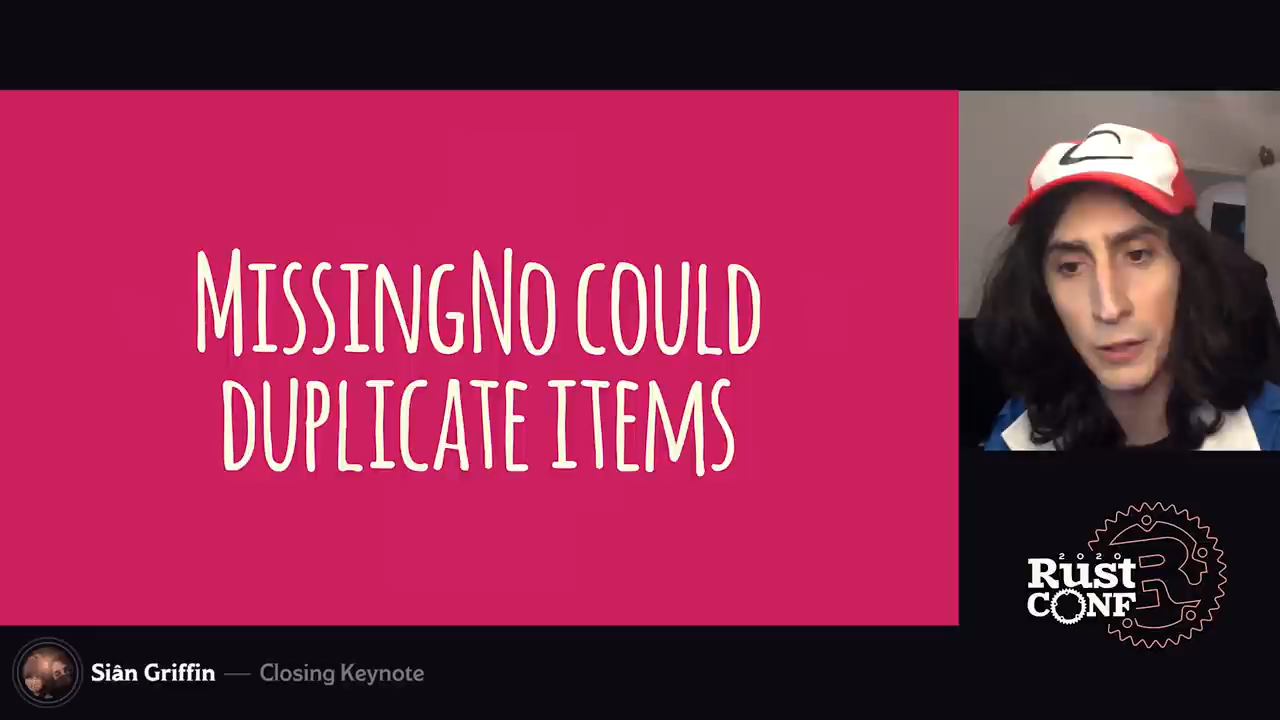 MissingNo could
duplicate items
2020
Rust
CONF
Siân Griffin — Closing Keynote